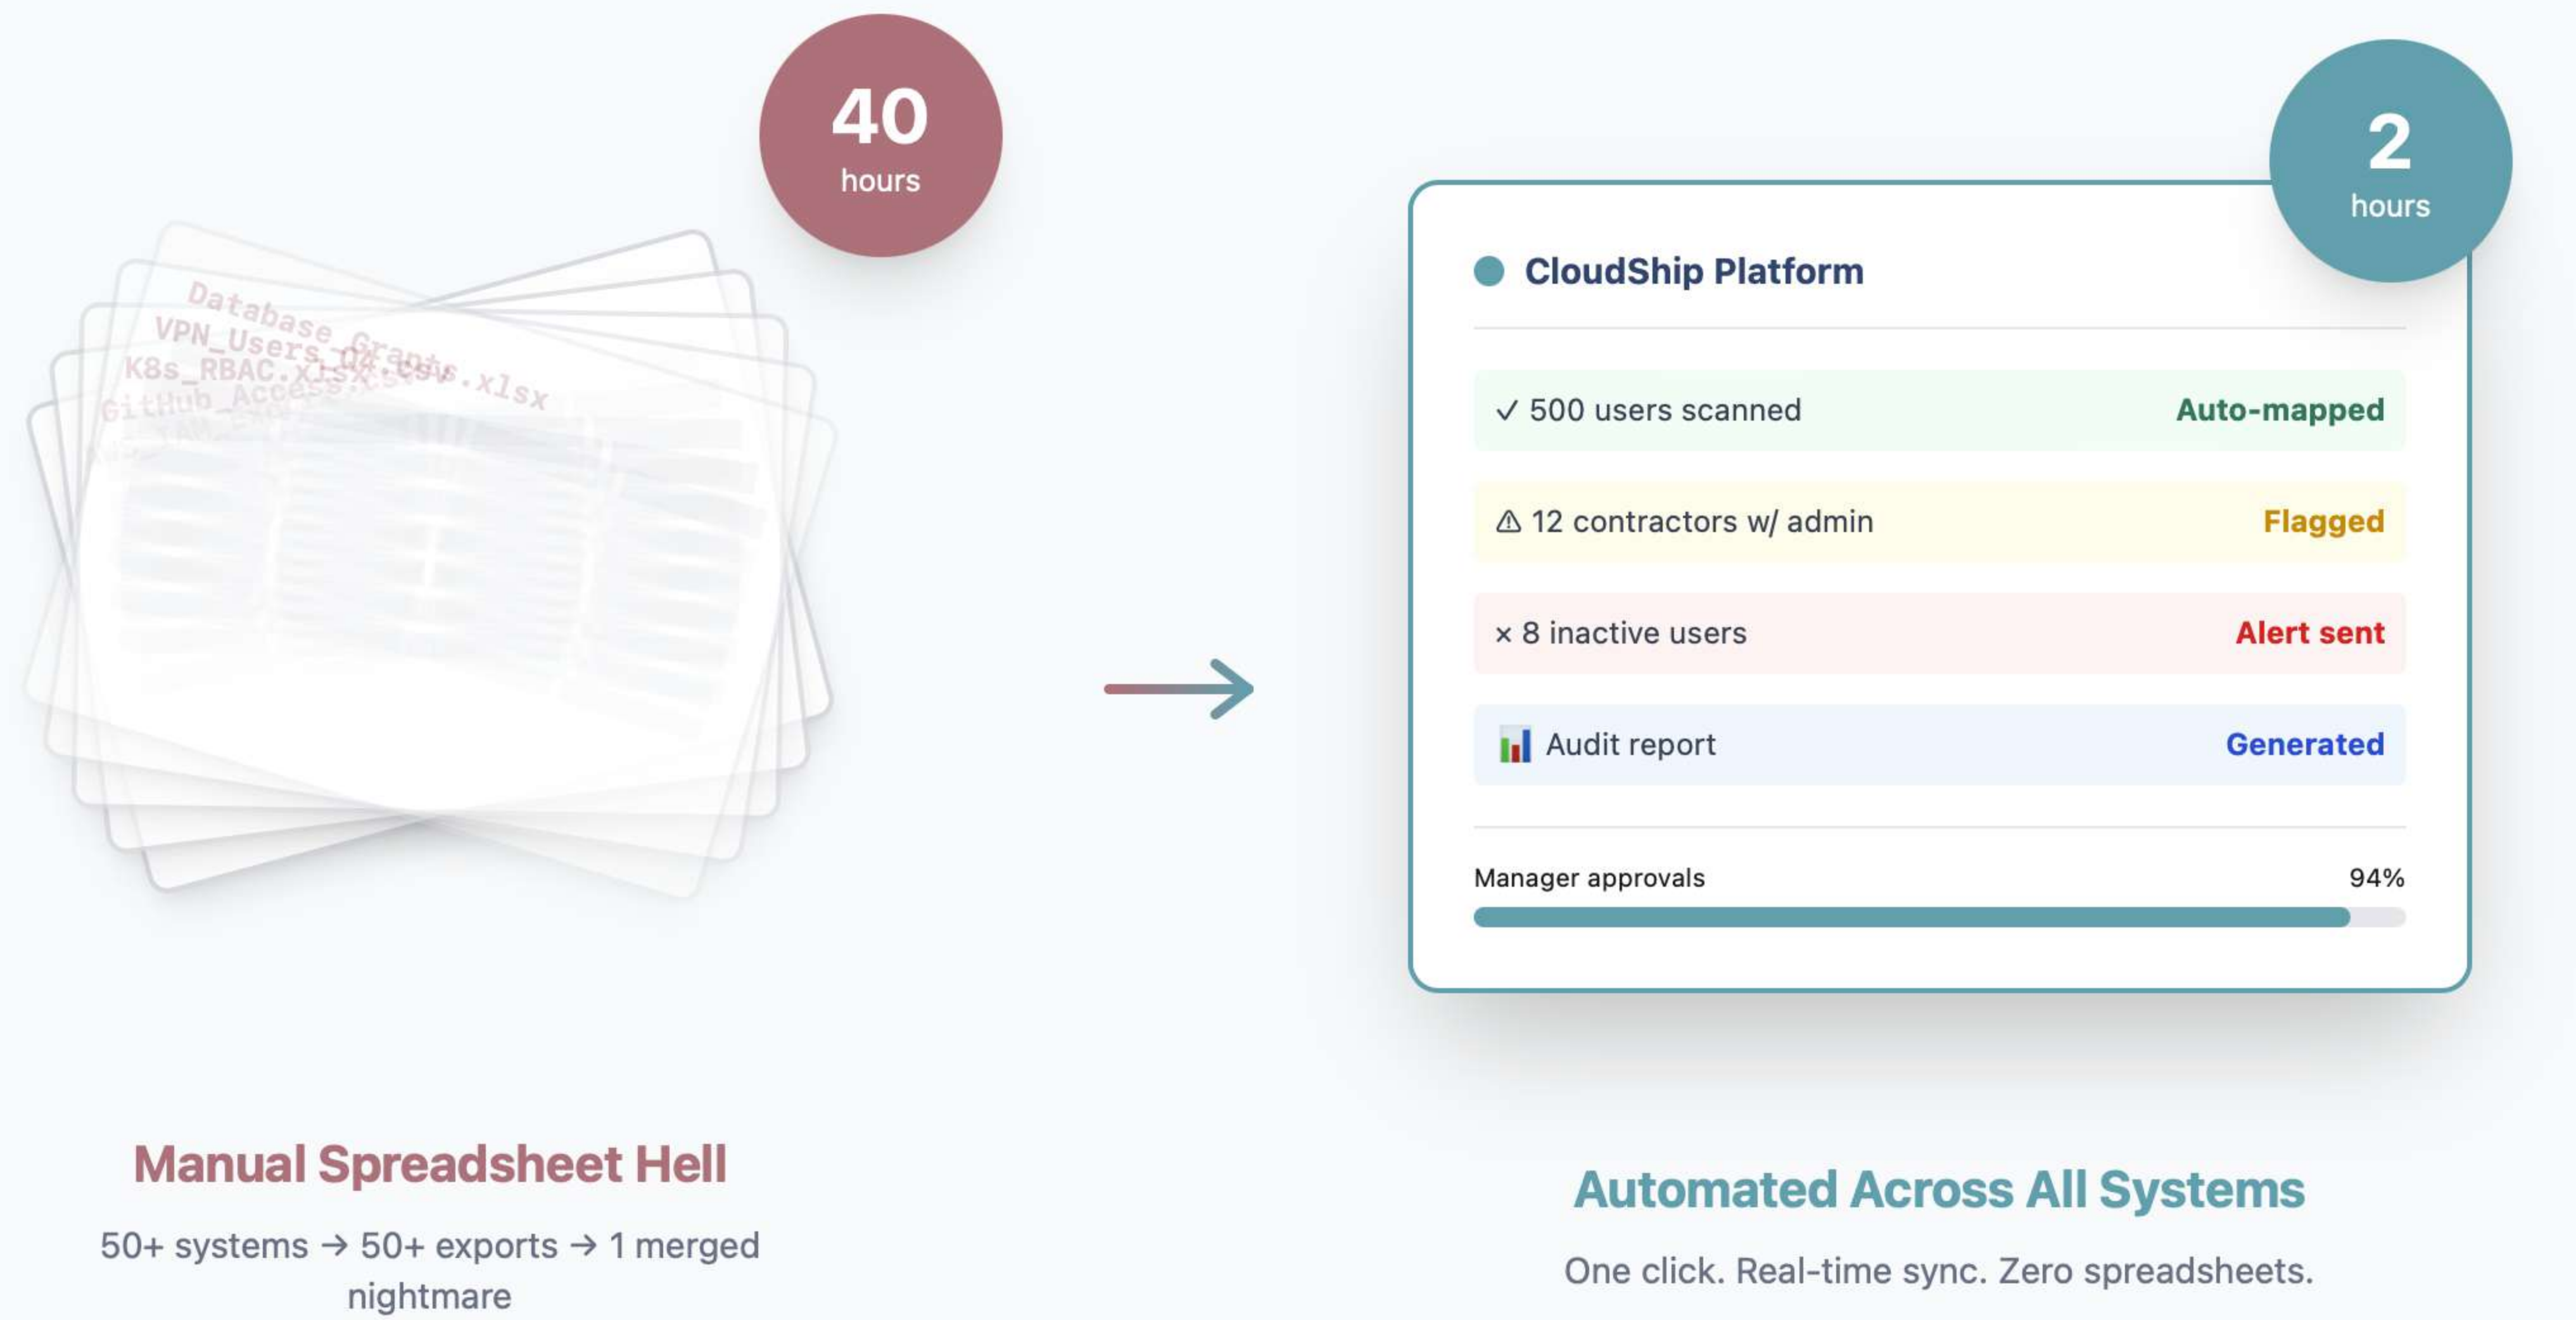 40
hours
Database_Grants.xlsx
VPN_Users_Q4.csv
K8s_RBAC.xlsx
GitHub_Access.csv
Manual Spreadsheet Hell
50+ systems → 50+ exports → 1 merged
nightmare
2
hours
CloudShip Platform
✓ 500 users scanned Auto-mapped
⚠ 12 contractors w/ admin Flagged
× 8 inactive users Alert sent
📊 Audit report Generated
Manager approvals 94%
Automated Across All Systems
One click. Real-time sync. Zero spreadsheets.